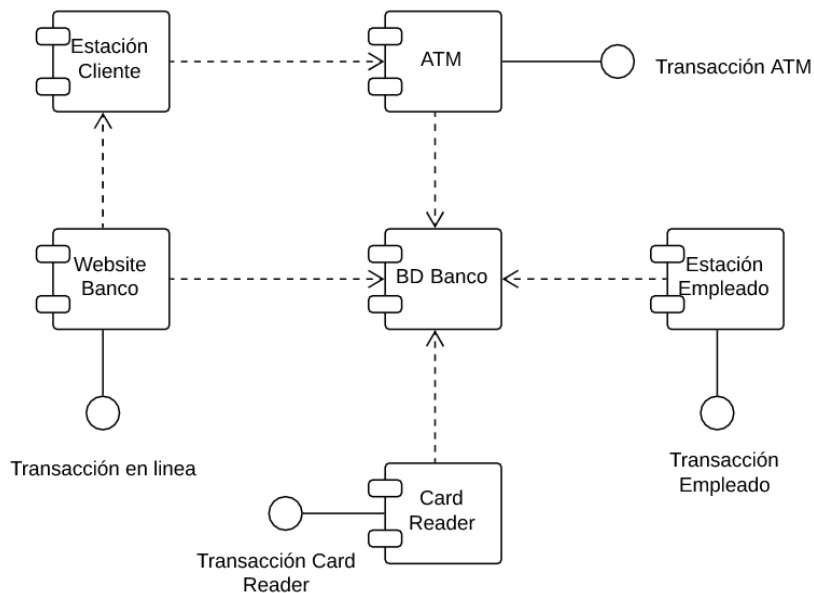 Estación
Cliente
ATM
Transacción ATM
Website
Banco
BD Banco
Estación
Empleado
Transacción en linea
Transacción
Empleado
Card
Reader
Transacción Card
Reader